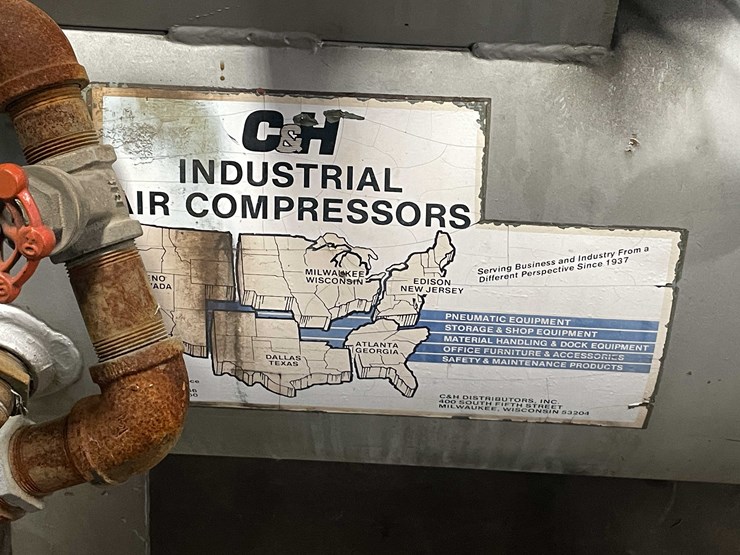 C&H
INDUSTRIAL
AIR COMPRESSORS
Serving Business and Industry From a
Different Perspective Since 1937
MILWAUKEE
WISCONSIN
EDISON
NEW JERSEY
DALLAS
TEXAS
ATLANTA
GEORGIA
PNEUMATIC EQUIPMENT
STORAGE & SHOP EQUIPMENT
MATERIAL HANDLING & DOCK EQUIPMENT
OFFICE FURNITURE & ACCESSORIES
SAFETY & MAINTENANCE PRODUCTS
C&H DISTRIBUTORS, INC.
400 SOUTH FIFTH STREET
MILWAUKEE, WISCONSIN 53204